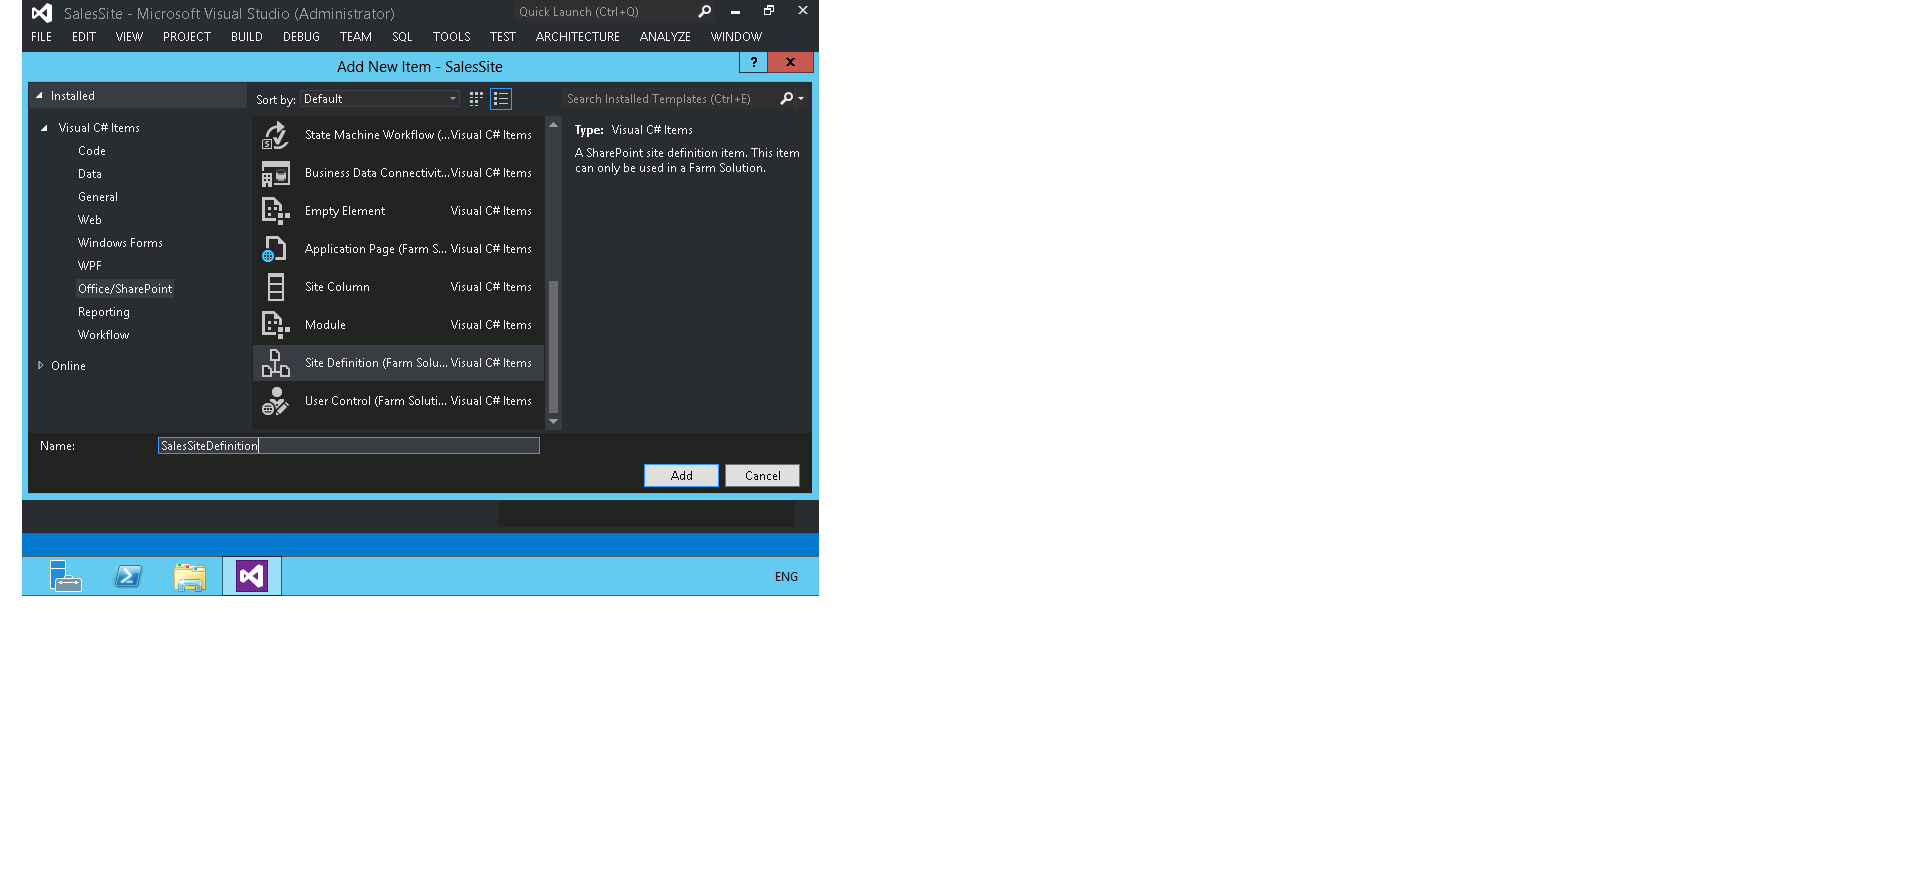 SalesSite - Microsoft Visual Studio (Administrator)
Quick Launch (Ctrl+Q)
FILE EDIT VIEW PROJECT BUILD DEBUG TEAM SQL TOOLS TEST ARCHITECTURE ANALYZE WINDOW
Add New Item - SalesSite
? x
Installed
Sort by: Default
Search Installed Templates (Ctrl+E)
Visual C# Items
Code
Data
General
Web
Windows Forms
WPF
Office/SharePoint
Reporting
Workflow
Online
State Machine Workflow (... Visual C# Items
Business Data Connectivit... Visual C# Items
Empty Element Visual C# Items
Application Page (Farm S... Visual C# Items
Site Column Visual C# Items
Module Visual C# Items
Site Definition (Farm Solu... Visual C# Items
User Control (Farm Soluti... Visual C# Items
Type: Visual C# Items
A SharePoint site definition item. This item
can only be used in a Farm Solution.
Name: SalesSiteDefinition
Add Cancel
ENG